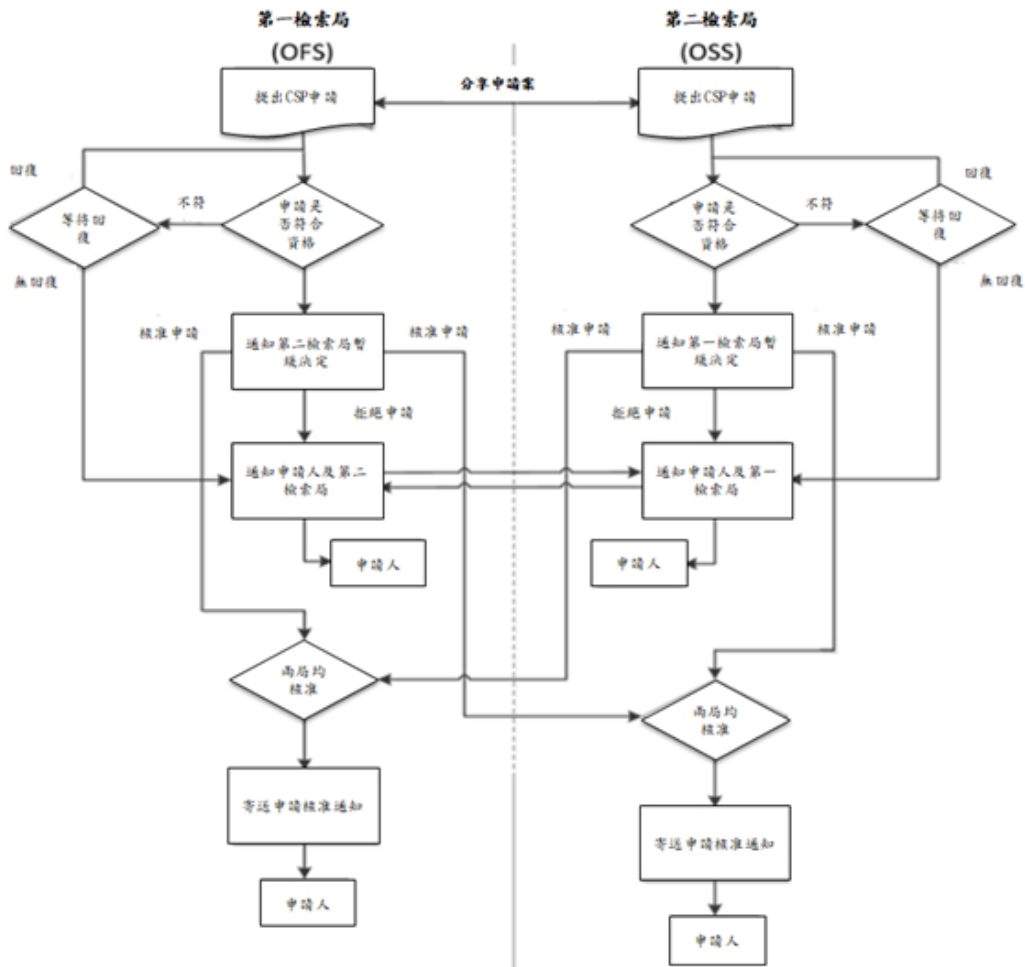 第一檢索局
(OFS)
第二檢索局
(OSS)
提出CSP申請
分享申請案
提出CSP申請
回復
等待回
復
不符
申請是
否符合
資格
無回復
申請是
否符合
資格
不符
等待回
復
回復
無回復
核准申請
通知第二檢索局暫
緩決定
核准申請
核准申請
通知第一檢索局暫
緩決定
核准申請
拒絕申請
拒絕申請
通知申請人及第二
檢索局
通知申請人及第一
檢索局
申請人
申請人
兩局均
核准
兩局均
核准
寄送申請核准通知
寄送申請核准通知
申請人
申請人